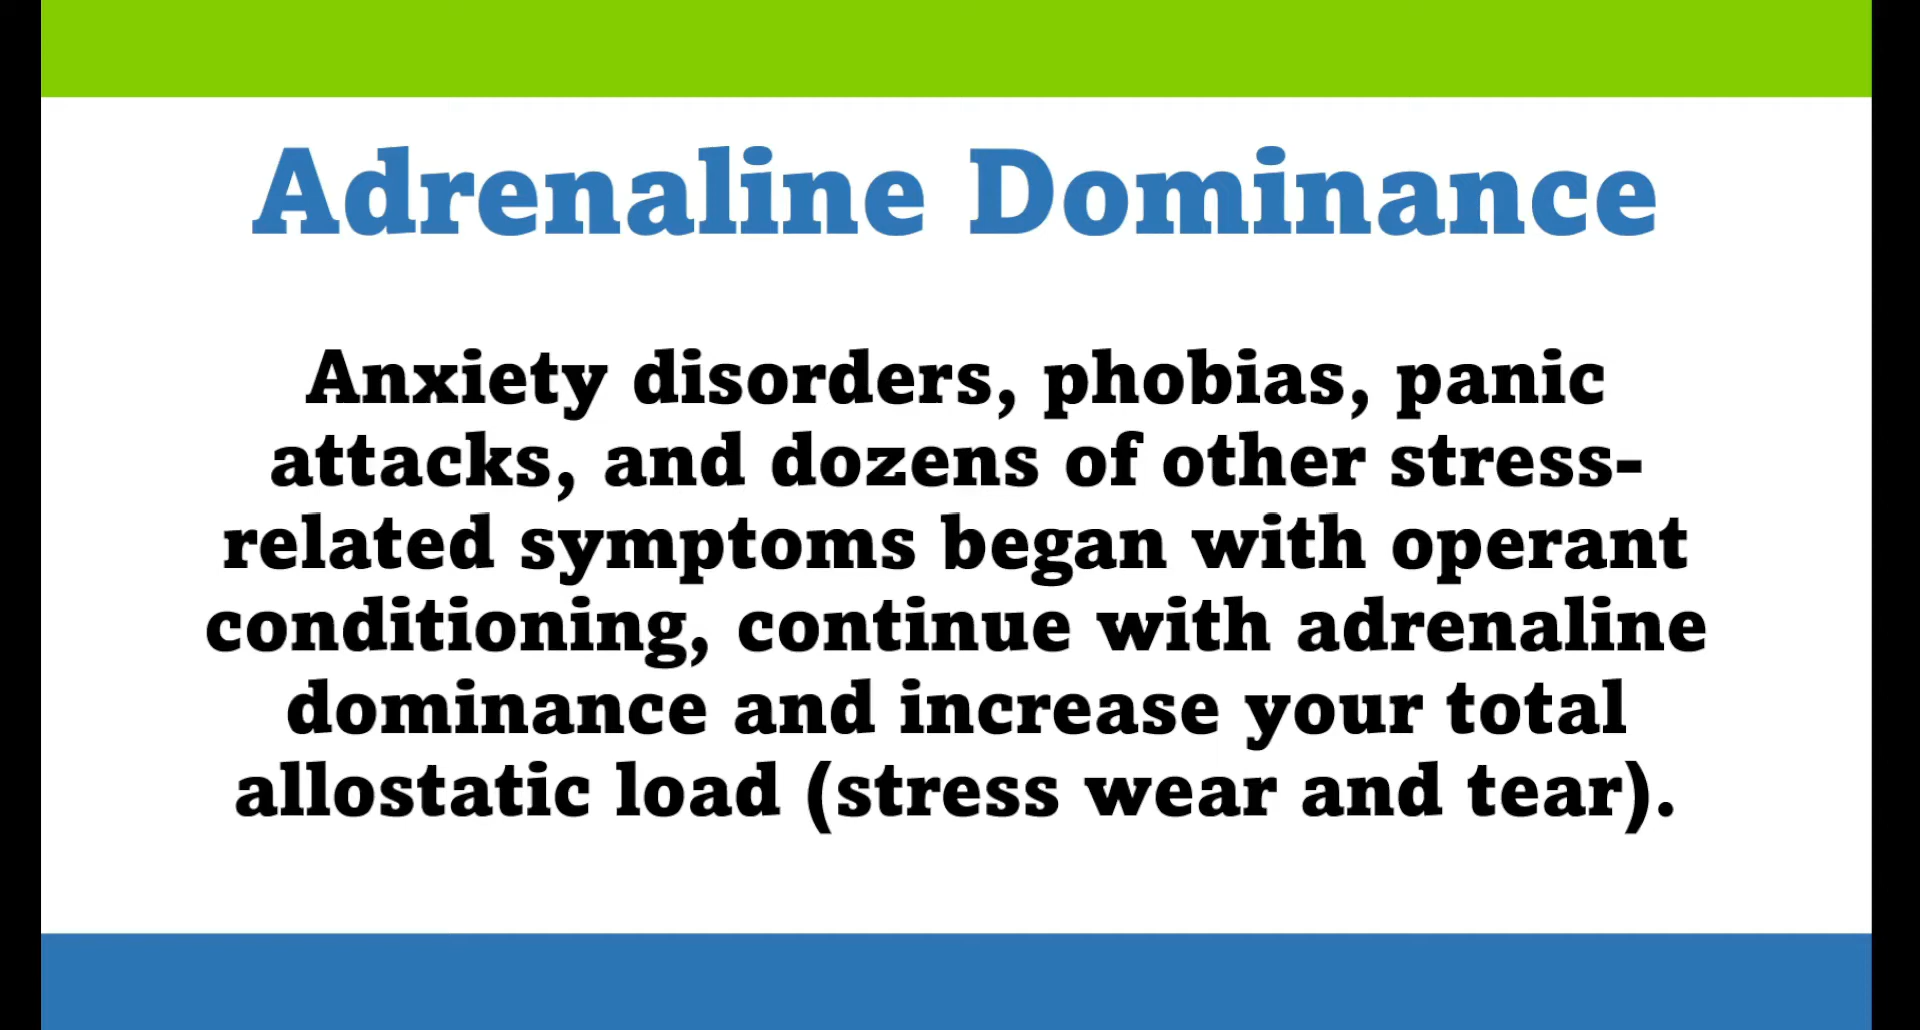 Adrenaline Dominance
Anxiety disorders, phobias, panic
attacks, and dozens of other stress-
related symptoms began with operant
conditioning, continue with adrenaline
dominance and increase your total
allostatic load (stress wear and tear).